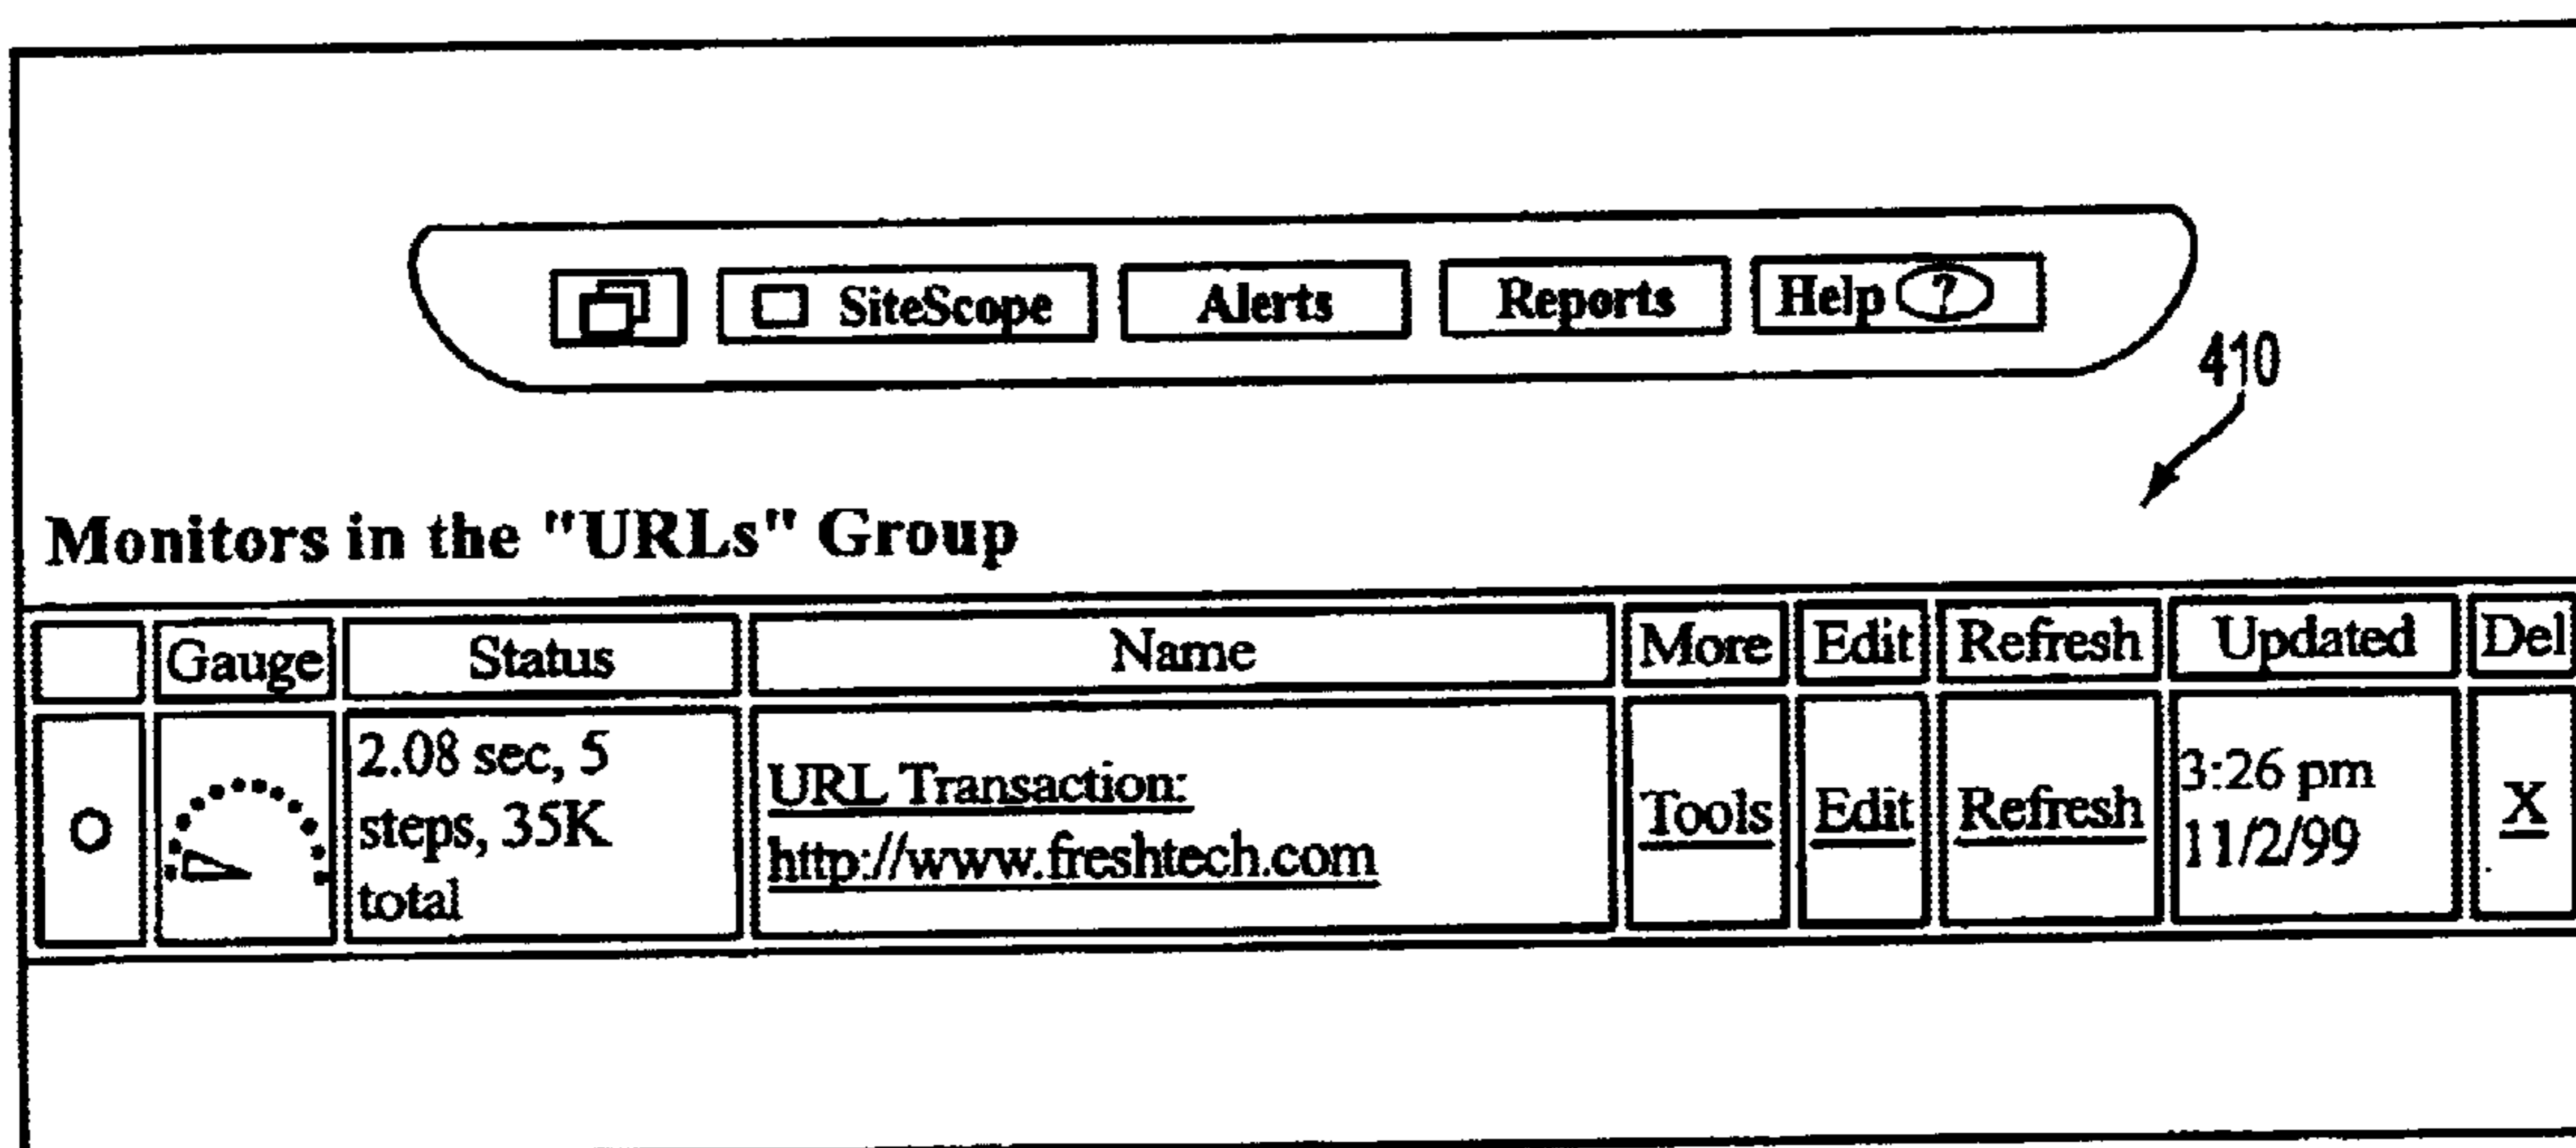 SiteScope Alerts Reports Help ?
410
Monitors in the "URLs" Group
Gauge Status Name More Edit Refresh Updated Del
2.08 sec, 5
steps, 35K
total
URL Transaction:
http://www.freshtech.com
Tools Edit Refresh
3:26 pm
11/2/99
X